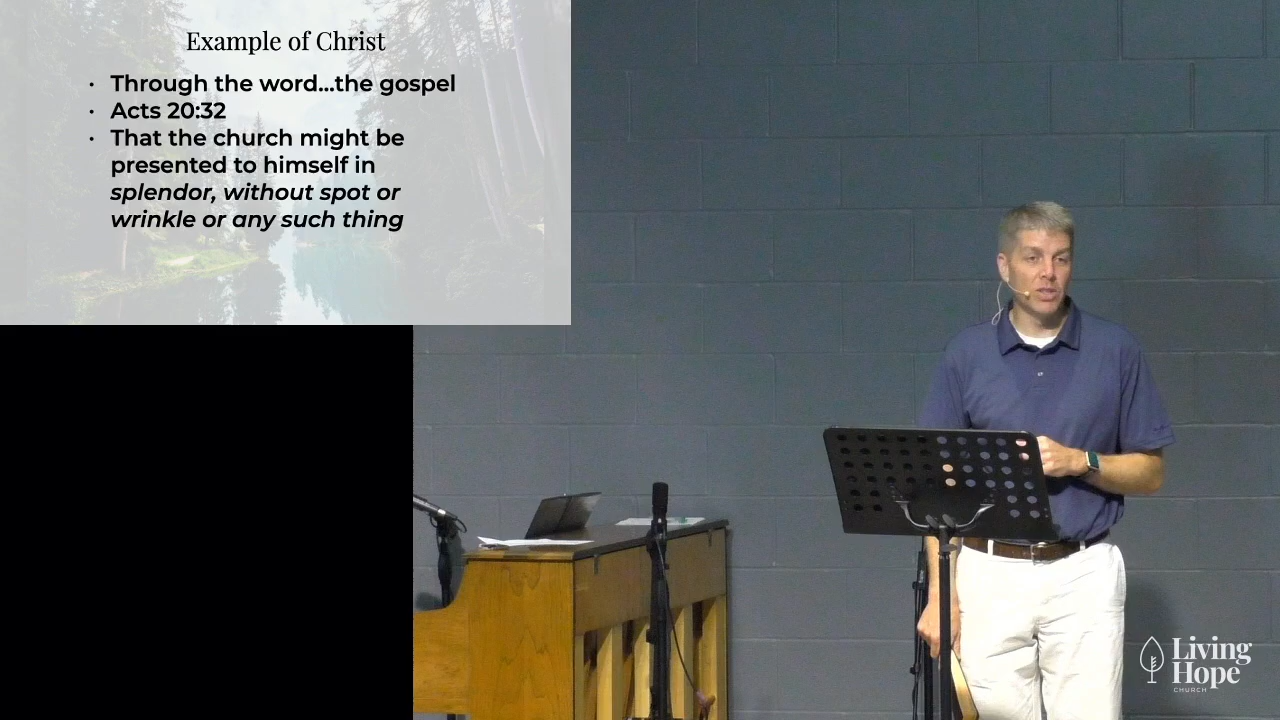 Example of Christ
• Through the word...the gospel
• Acts 20:32
• That the church might be
presented to himself in
splendor, without spot or
wrinkle or any such thing
Living
Hope
CHURCH